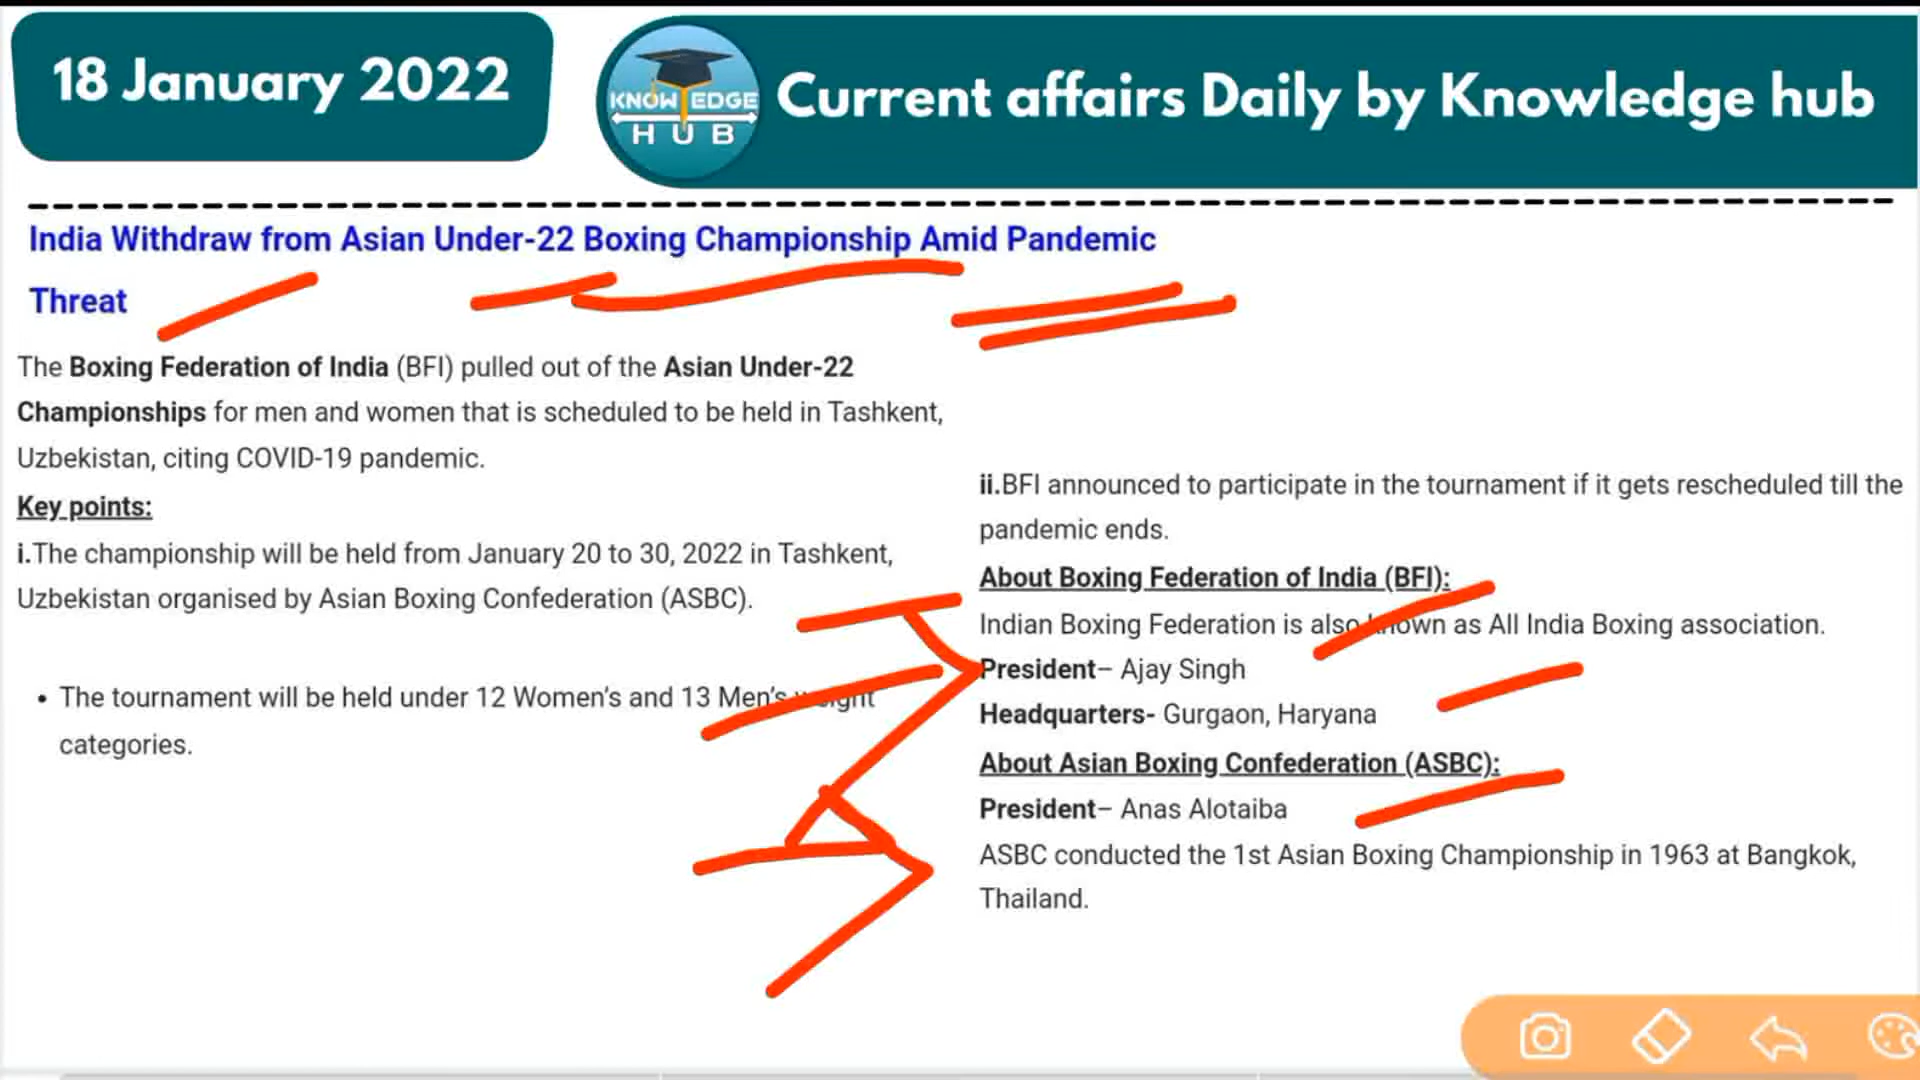 18 January 2022
KNOWLEDGE
HUB
Current affairs Daily by Knowledge hub
India Withdraw from Asian Under-22 Boxing Championship Amid Pandemic
Threat
The Boxing Federation of India (BFI) pulled out of the Asian Under-22
Championships for men and women that is scheduled to be held in Tashkent,
Uzbekistan, citing COVID-19 pandemic.
Key points:
i.The championship will be held from January 20 to 30, 2022 in Tashkent,
Uzbekistan organised by Asian Boxing Confederation (ASBC).
• The tournament will be held under 12 Women's and 13 Men's weight
categories.
ii.BFI announced to participate in the tournament if it gets rescheduled till the
pandemic ends.
About Boxing Federation of India (BFI):
Indian Boxing Federation is also known as All India Boxing association.
President– Ajay Singh
Headquarters- Gurgaon, Haryana
About Asian Boxing Confederation (ASBC):
President– Anas Alotaiba
ASBC conducted the 1st Asian Boxing Championship in 1963 at Bangkok,
Thailand.